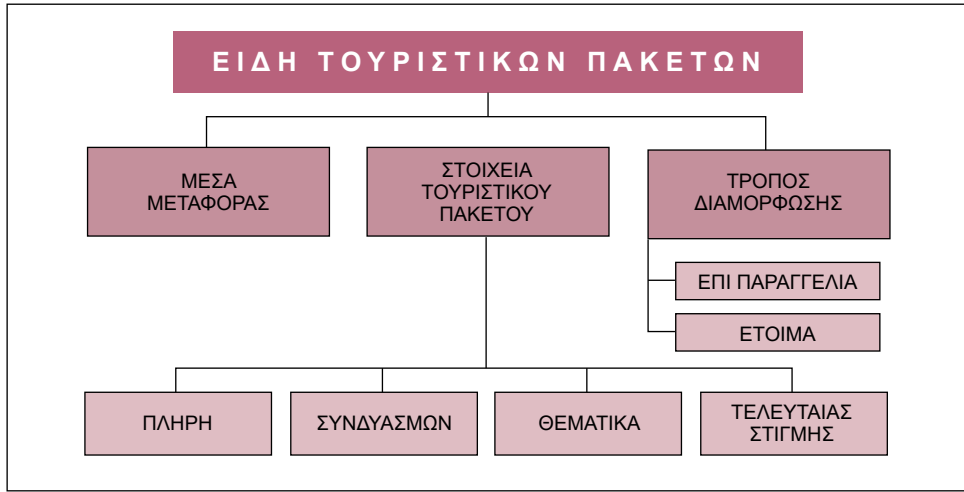 ΕΙΔΗ ΤΟΥΡΙΣΤΙΚΩΝ ΠΑΚΕΤΩΝ
ΜΕΣΑ
ΜΕΤΑΦΟΡΑΣ
ΣΤΟΙΧΕΙΑ
ΤΟΥΡΙΣΤΙΚΟΥ
ΠΑΚΕΤΟΥ
ΤΡΟΠΟΣ
ΔΙΑΜΟΡΦΩΣΗΣ
ΕΠΙ ΠΑΡΑΓΓΕΛΙΑ
ΕΤΟΙΜΑ
ΠΛΗΡΗ
ΣΥΝΔΥΑΣΜΩΝ
ΘΕΜΑΤΙΚΑ
ΤΕΛΕΥΤΑΙΑΣ
ΣΤΙΓΜΗΣ